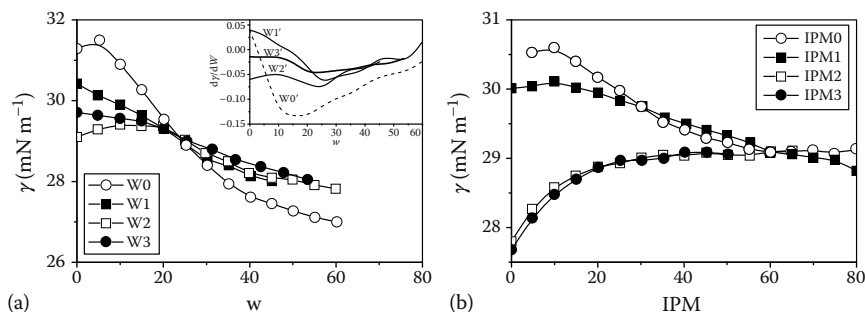 32
30
28
26
0
20
40
60
80
γ (mN m⁻¹)
w
W0
W1
W2
W3
0.05
0.00
−0.05
−0.10
−0.15
0
10
20
30
40
50
60
dγ/dW
w
W1′
W3′
W2′
W0′
(a)
31
30
29
28
0
20
40
60
80
γ (mN m⁻¹)
IPM
IPM0
IPM1
IPM2
IPM3
(b)